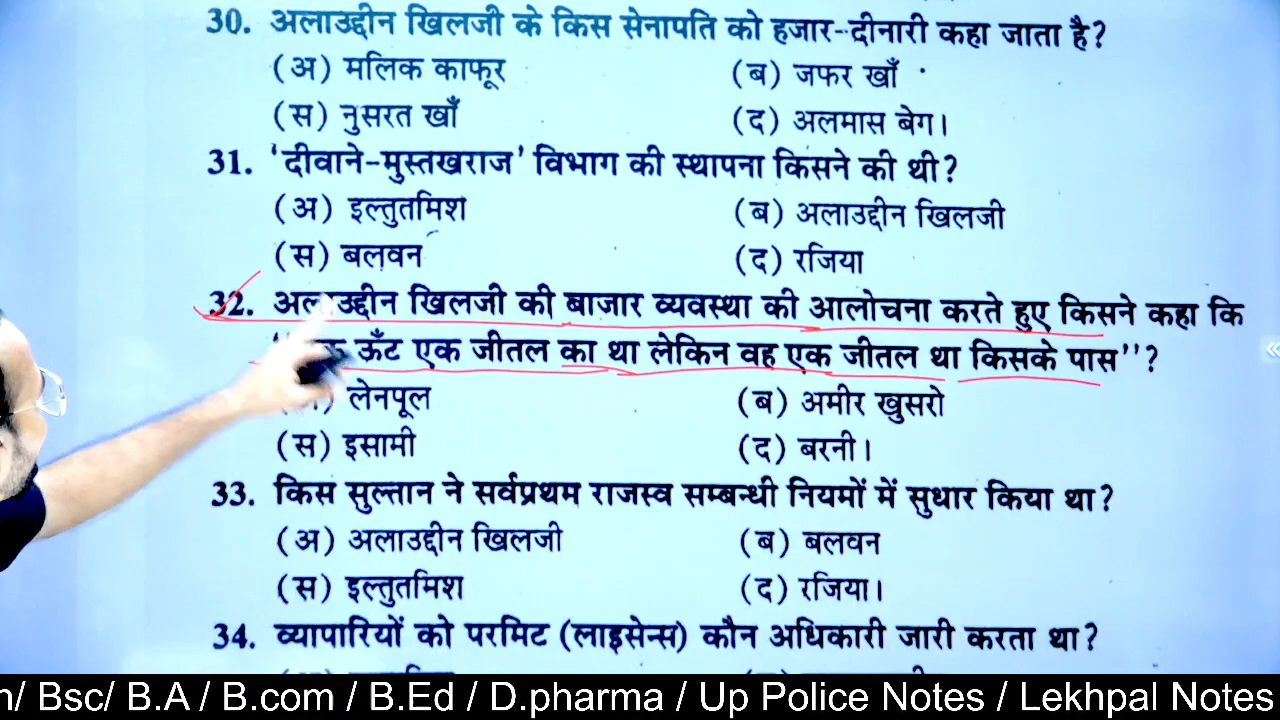 30. अलाउद्दीन खिलजी के किस सेनापति को हजार-दीनारी कहा जाता है?
(अ) मलिक काफूर (ब) जफर खाँ
(स) नुसरत खाँ (द) अलमास बेग।
31. 'दीवाने-मुस्तखराज' विभाग की स्थापना किसने की थी?
(अ) इल्तुतमिश (ब) अलाउद्दीन खिलजी
(स) बलवन (द) रजिया
32. अलाउद्दीन खिलजी की बाजार व्यवस्था की आलोचना करते हुए किसने कहा कि
ऊँट एक जीतल का था लेकिन वह एक जीतल था किसके पास''?
लेनपूल (ब) अमीर खुसरो
(स) इसामी (द) बरनी।
33. किस सुल्तान ने सर्वप्रथम राजस्व सम्बन्धी नियमों में सुधार किया था?
(अ) अलाउद्दीन खिलजी (ब) बलवन
(स) इल्तुतमिश (द) रजिया।
34. व्यापारियों को परमिट (लाइसेन्स) कौन अधिकारी जारी करता था?
/ Bsc/ B.A / B.com / B.Ed / D.pharma / Up Police Notes / Lekhpal Notes